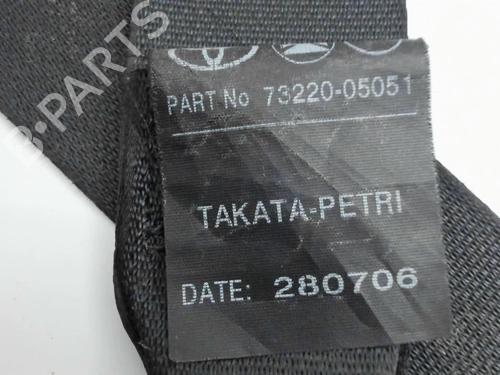 PART No 73220-05051
TAKATA-PETRI
DATE: 280706
B-PARTS